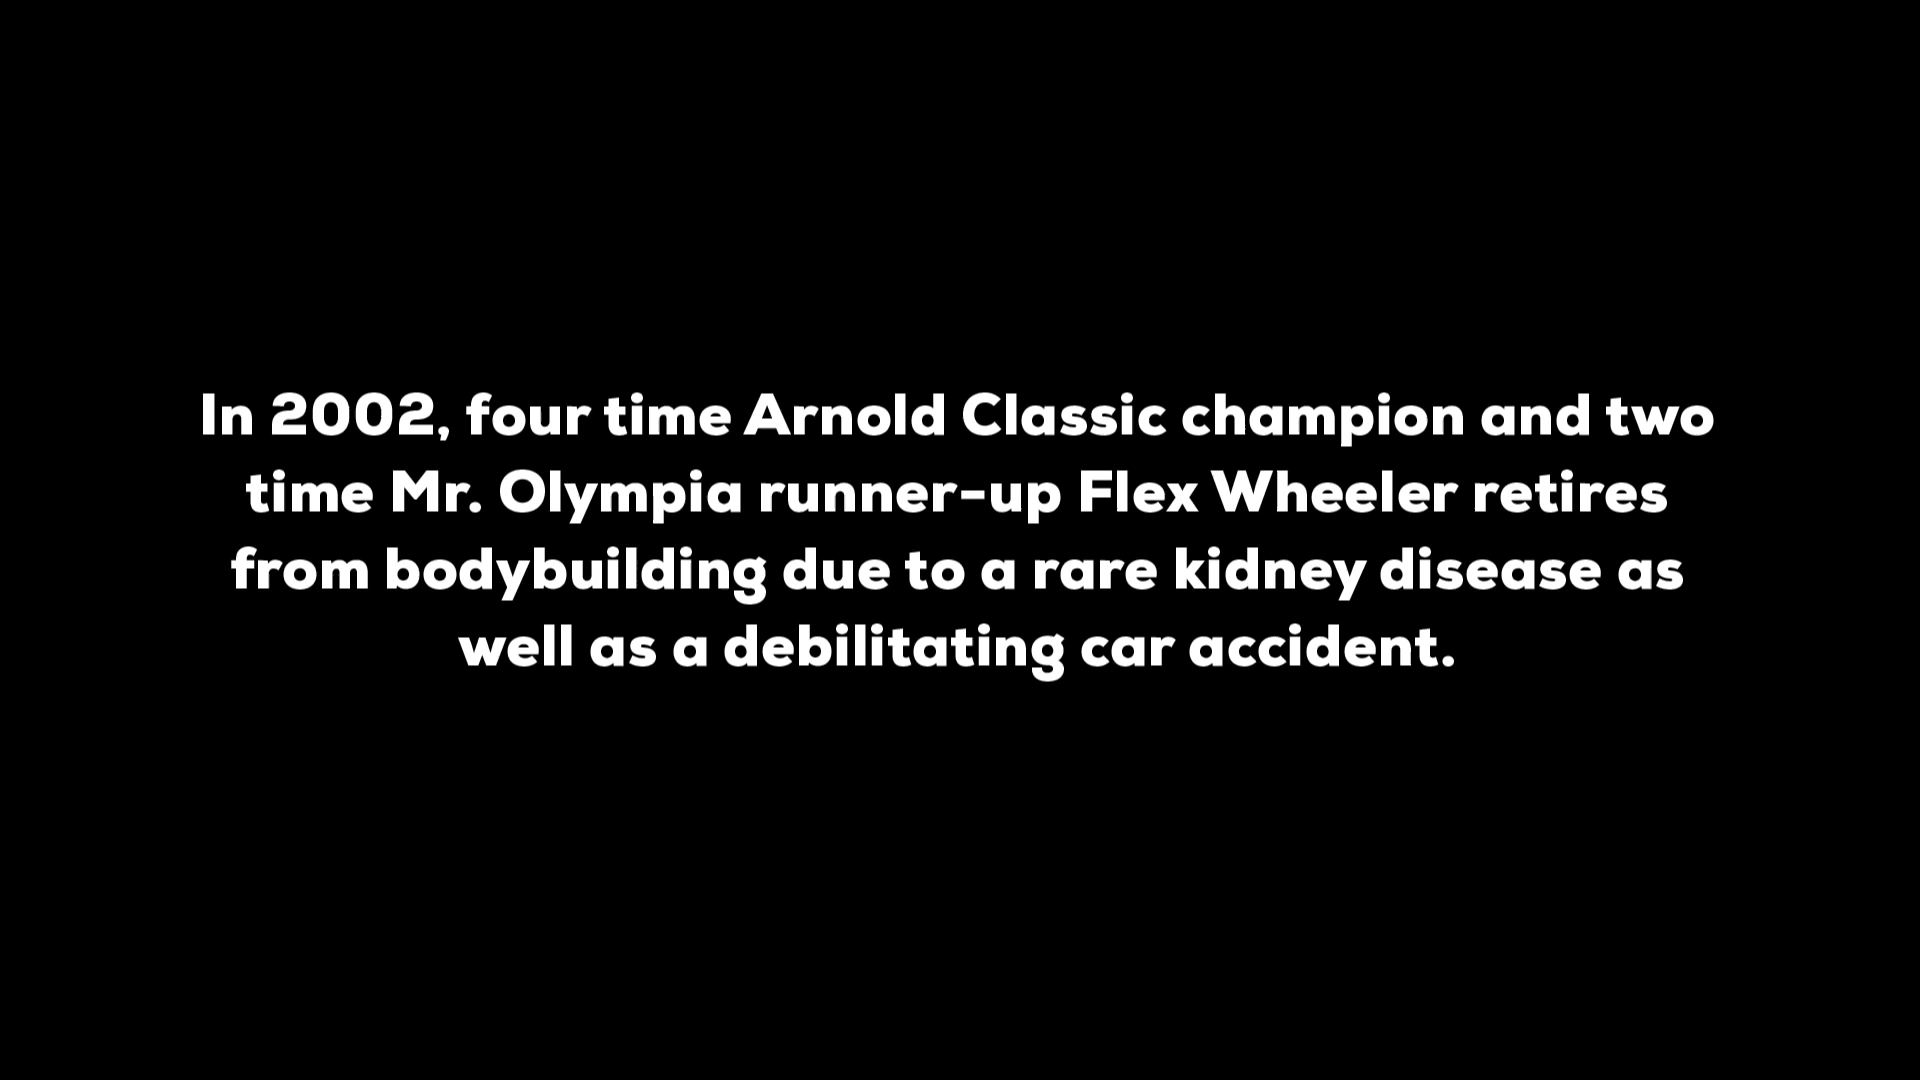 In 2002, four time Arnold Classic champion and two
time Mr. Olympia runner-up Flex Wheeler retires
from bodybuilding due to a rare kidney disease as
well as a debilitating car accident.